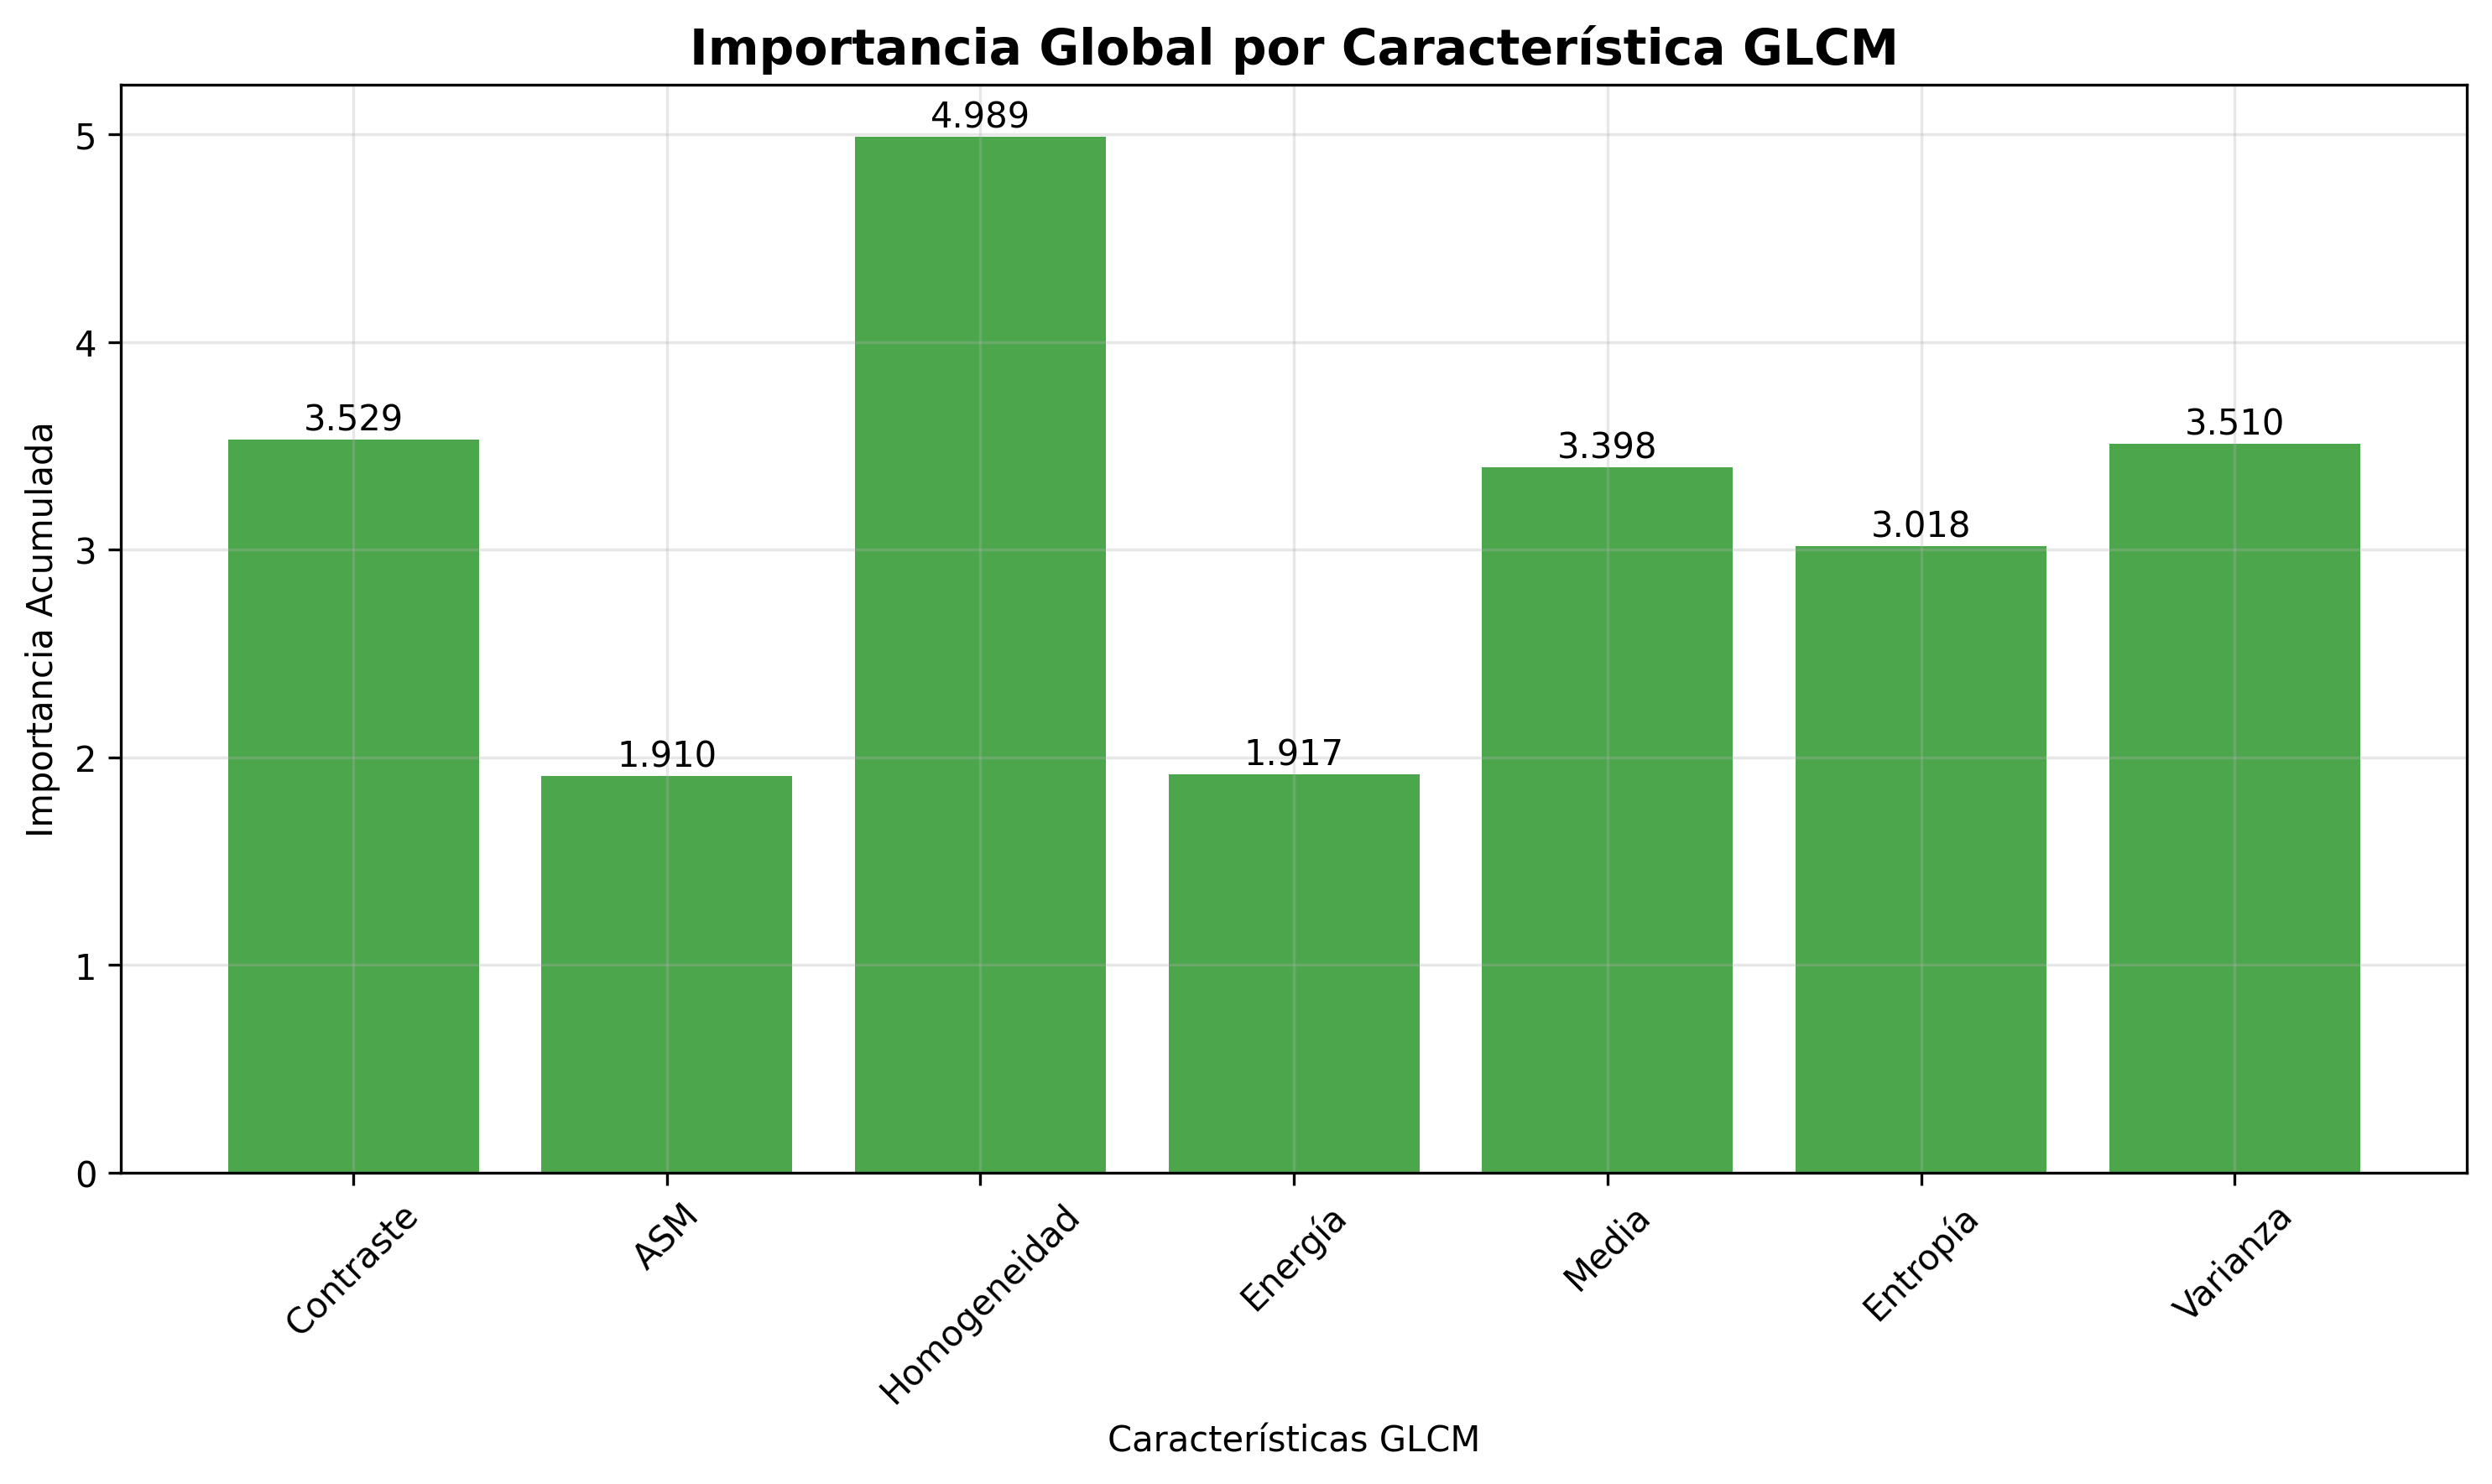 Importancia Global por Característica GLCM
Importancia Acumulada
5
4
3
2
1
0
3.529
1.910
4.989
1.917
3.398
3.018
3.510
Contraste
ASM
Homogeneidad
Energía
Media
Entropía
Varianza
Características GLCM